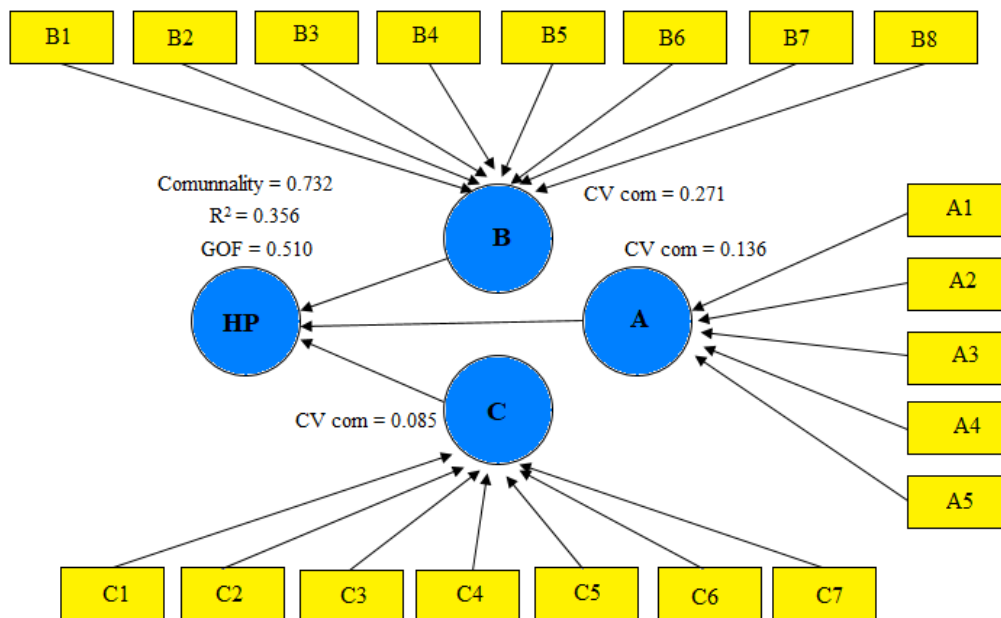 B1
B2
B3
B4
B5
B6
B7
B8
Comunnality = 0.732
R² = 0.356
GOF = 0.510
CV com = 0.271
B
CV com = 0.136
A1
A2
A3
A4
A5
HP
A
C
CV com = 0.085
C1
C2
C3
C4
C5
C6
C7